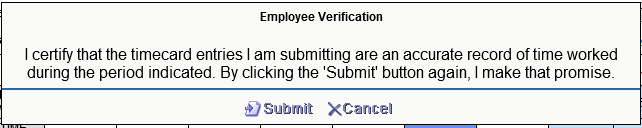 Employee Verification
I certify that the timecard entries I am submitting are an accurate record of time worked
during the period indicated. By clicking the 'Submit' button again, I make that promise.
Submit Cancel